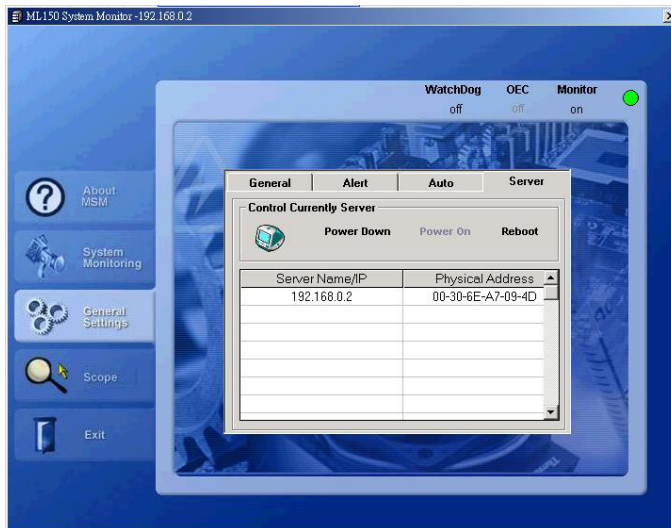 ML150 System Monitor -192.168.0.2
WatchDog OEC Monitor
off off on
About
MSM
System
Monitoring
General
Settings
Scope
Exit
General Alert Auto Server
Control Currently Server
Power Down Power On Reboot
Server Name/IP Physical Address
192.168.0.2 00-30-6E-A7-09-4D